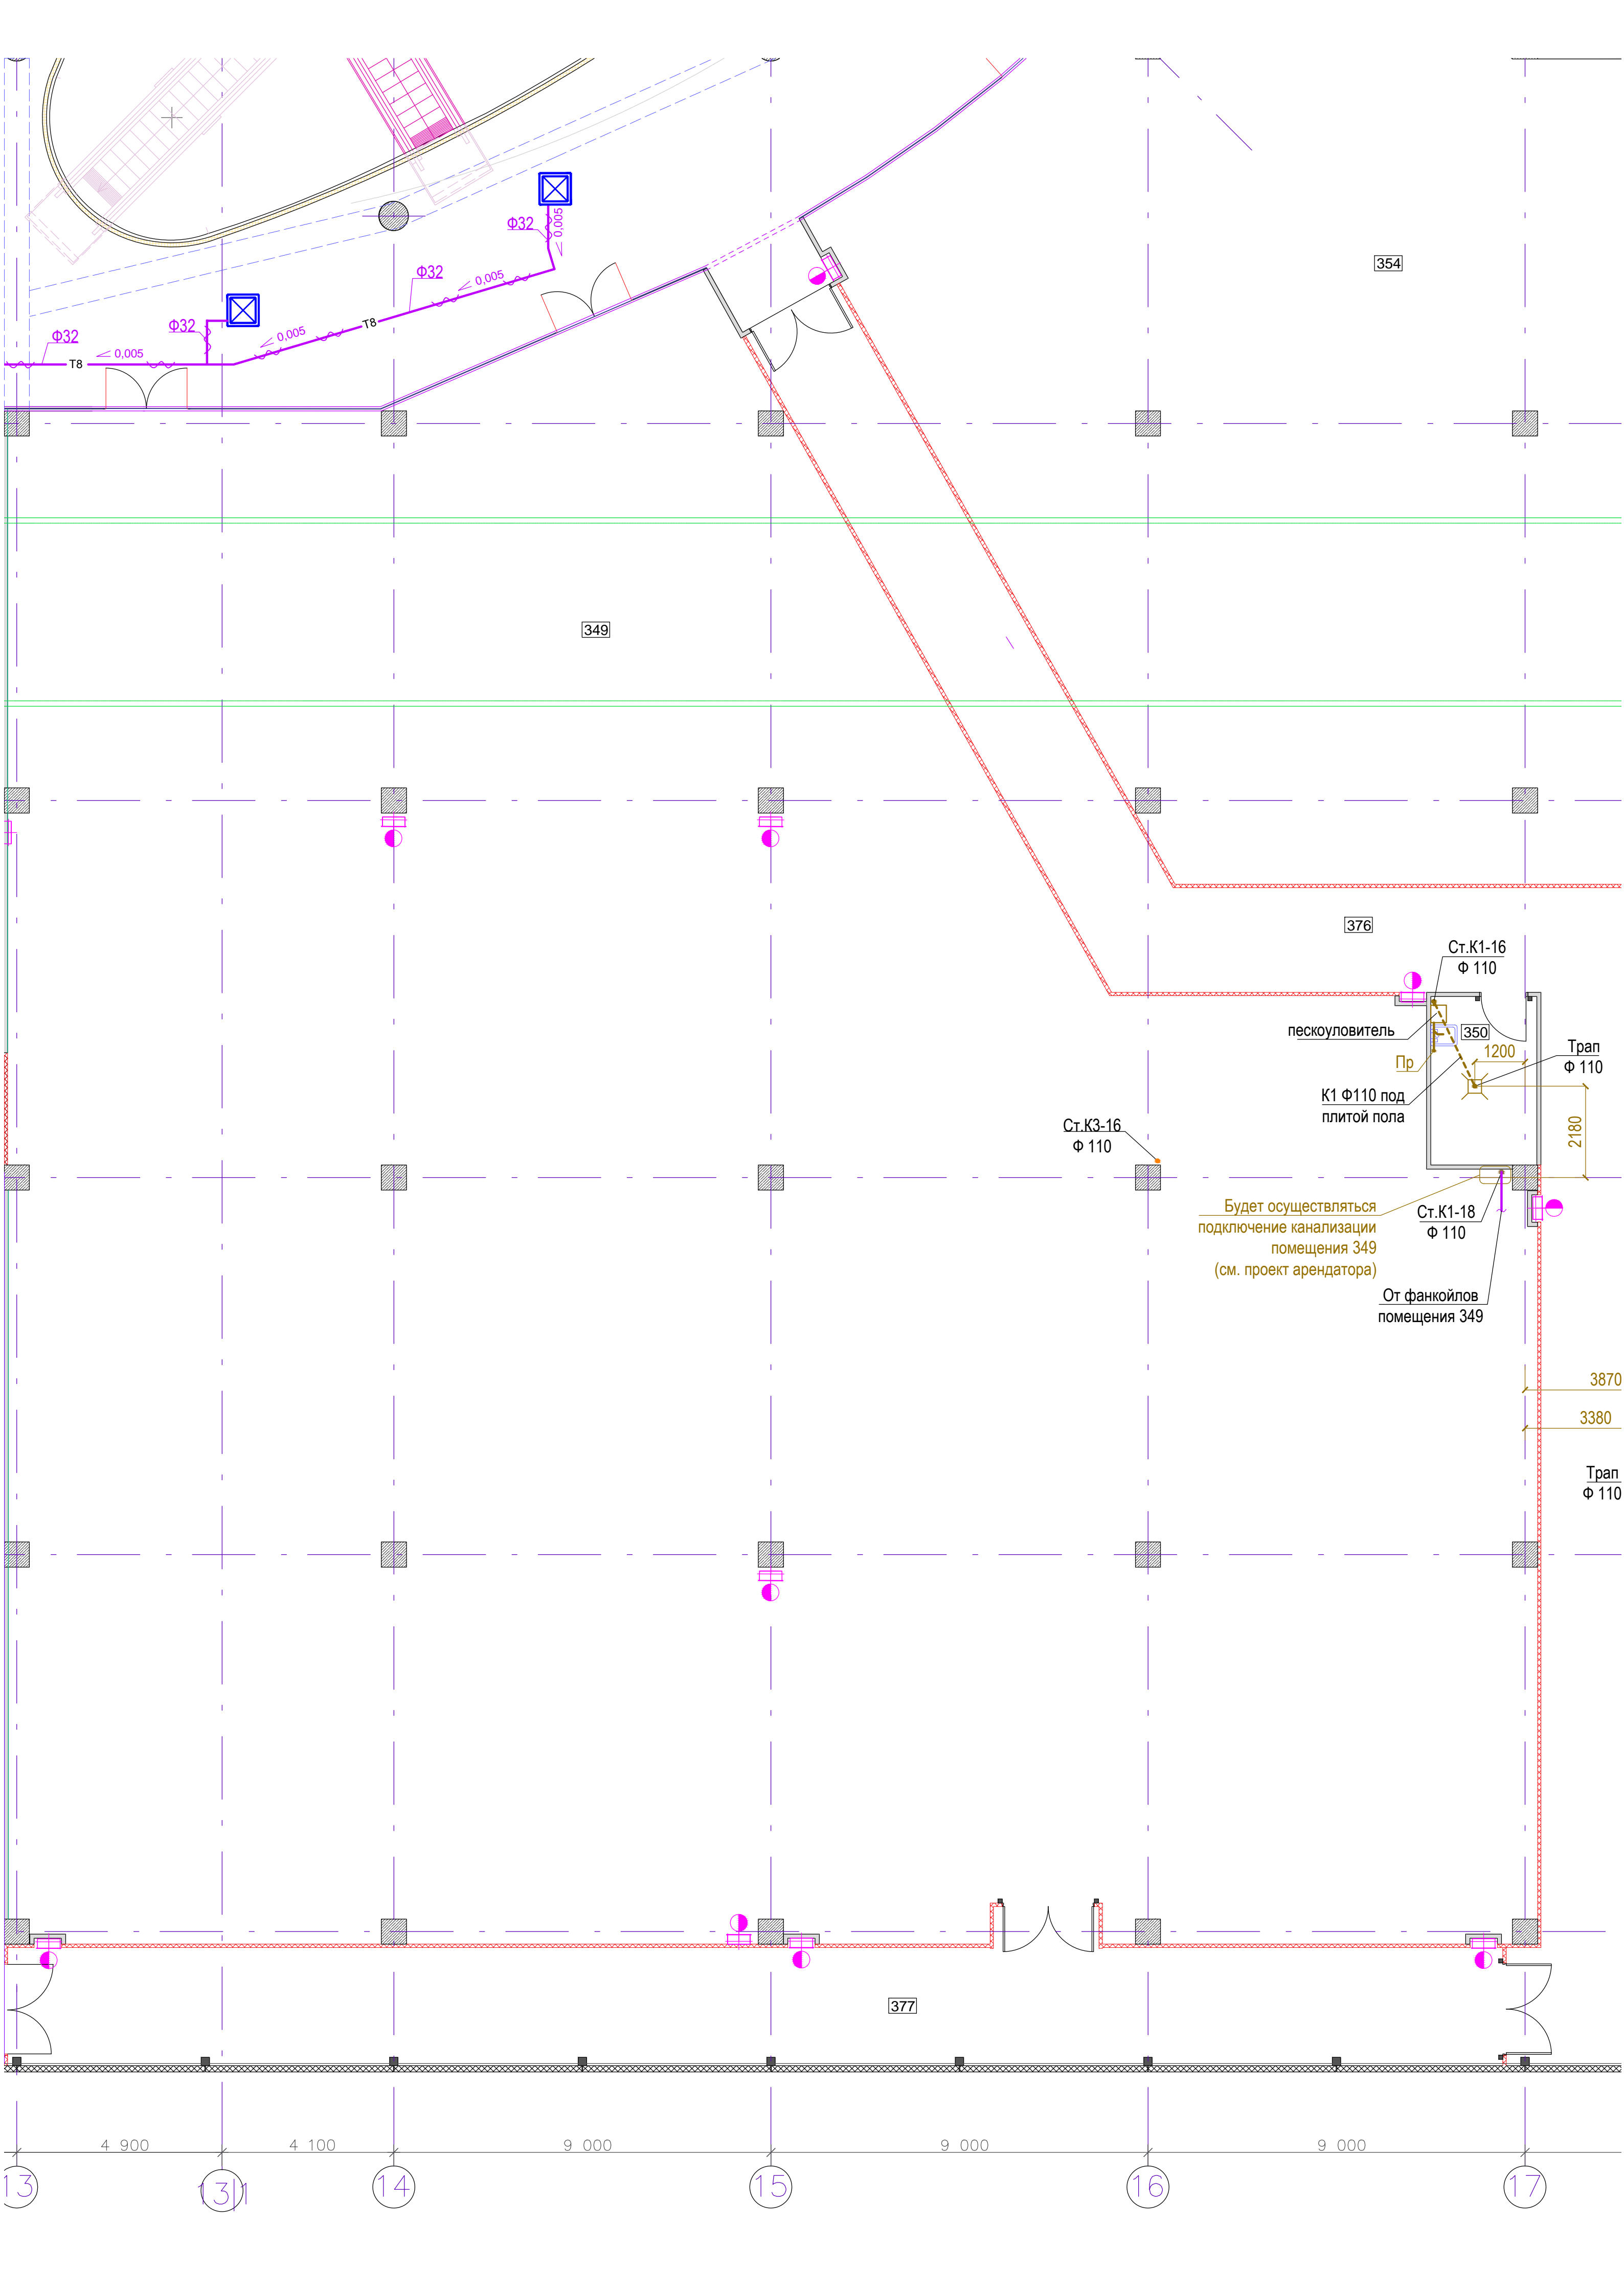 354
Ф32
0,005
Ф32
0,005
Т8
Ф32
0,005
Ф32
0,005
Т8
349
376
Ст.К1-16
Ф 110
пескоуловитель
350
Пр
1200
Трап
Ф 110
К1 Ф110 под
плитой пола
2180
Ст.К3-16
Ф 110
Будет осуществляться
подключение канализации
помещения 349
(см. проект арендатора)
Ст.К1-18
Ф 110
От фанкойлов
помещения 349
3870
3380
Трап
Ф 110
377
4 900
4 100
9 000
9 000
9 000
13
13|1
14
15
16
17